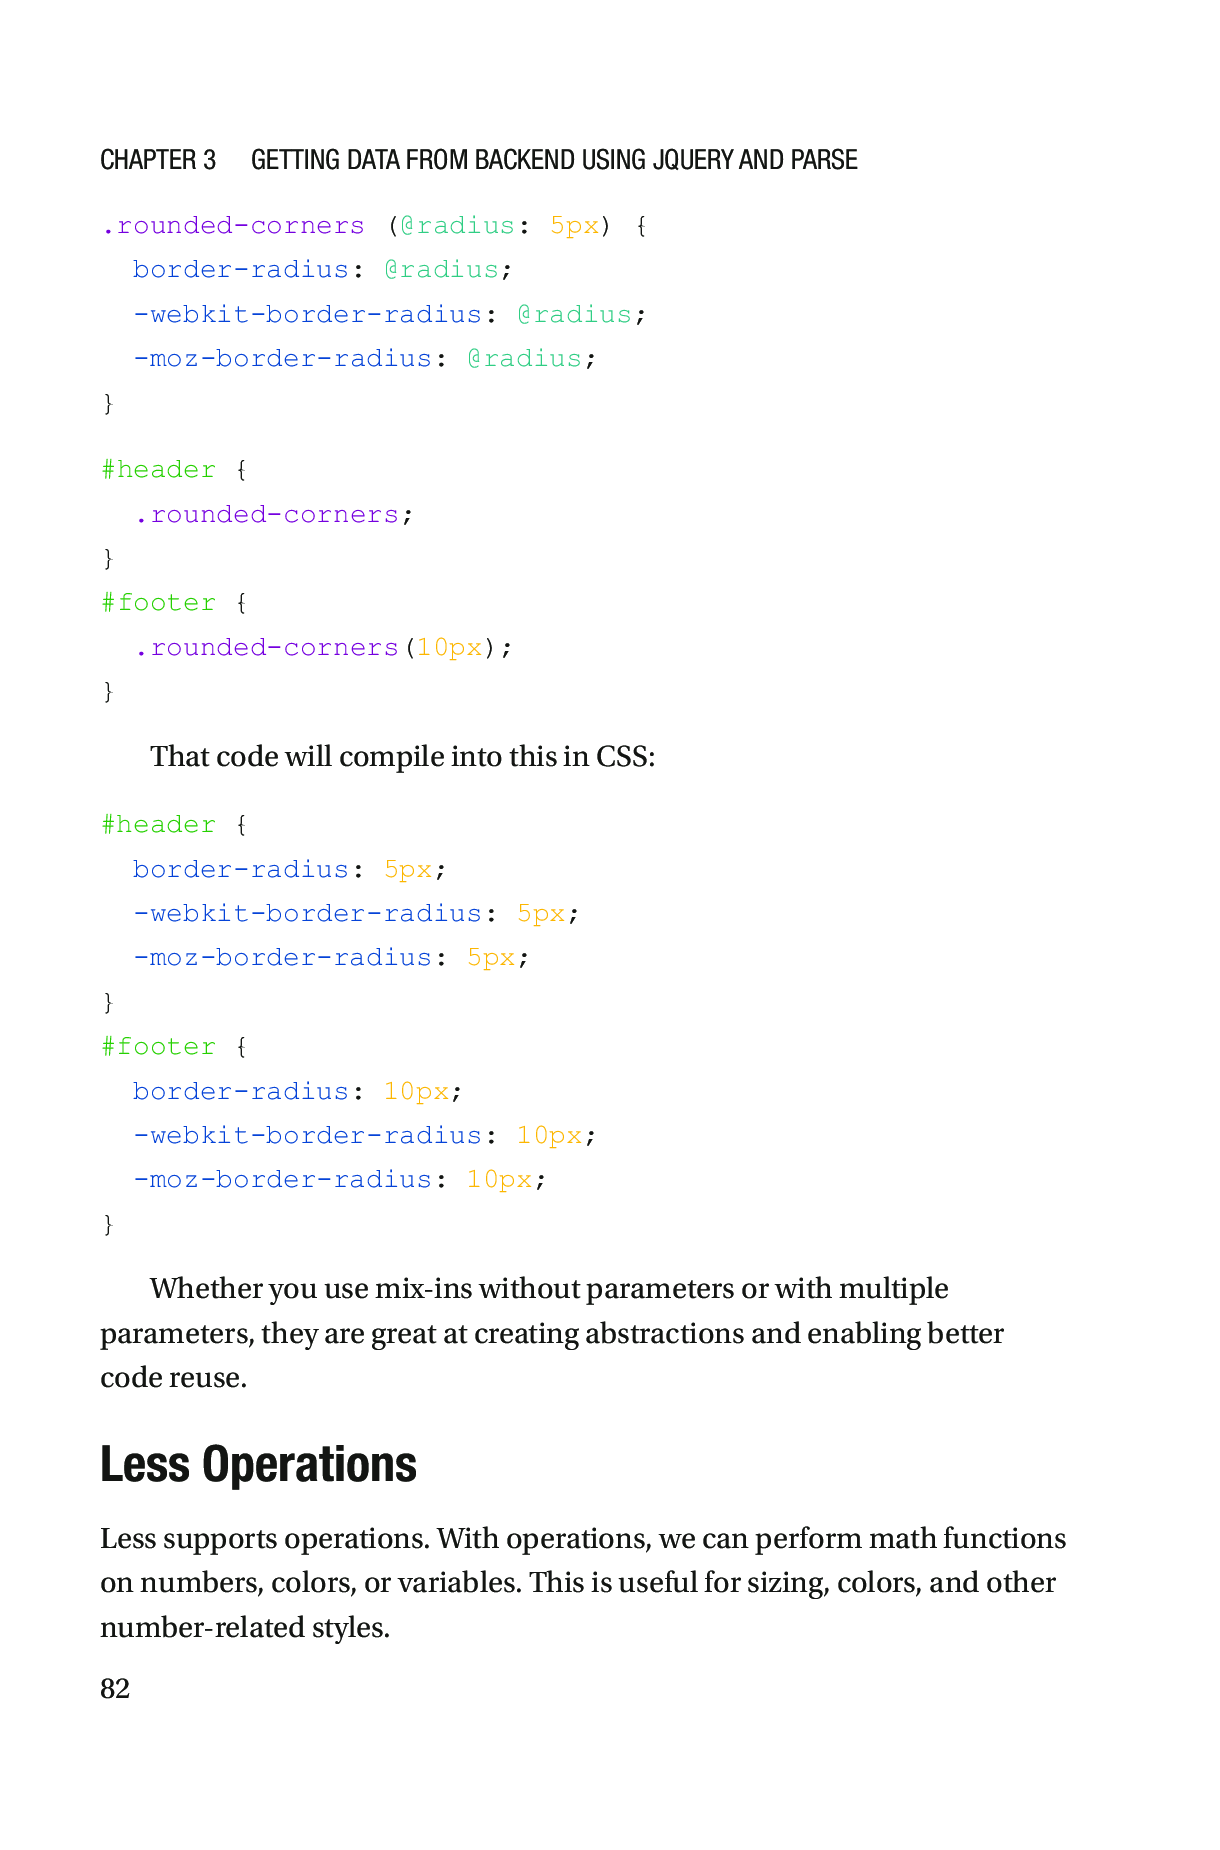 CHAPTER 3 GETTING DATA FROM BACKEND USING JQUERY AND PARSE
.rounded-corners (@radius: 5px) {
  border-radius: @radius;
  -webkit-border-radius: @radius;
  -moz-border-radius: @radius;
}
#header {
  .rounded-corners;
}
#footer {
  .rounded-corners(10px);
}
That code will compile into this in CSS:
#header {
  border-radius: 5px;
  -webkit-border-radius: 5px;
  -moz-border-radius: 5px;
}
#footer {
  border-radius: 10px;
  -webkit-border-radius: 10px;
  -moz-border-radius: 10px;
}
Whether you use mix-ins without parameters or with multiple
parameters, they are great at creating abstractions and enabling better
code reuse.
Less Operations
Less supports operations. With operations, we can perform math functions
on numbers, colors, or variables. This is useful for sizing, colors, and other
number-related styles.
82